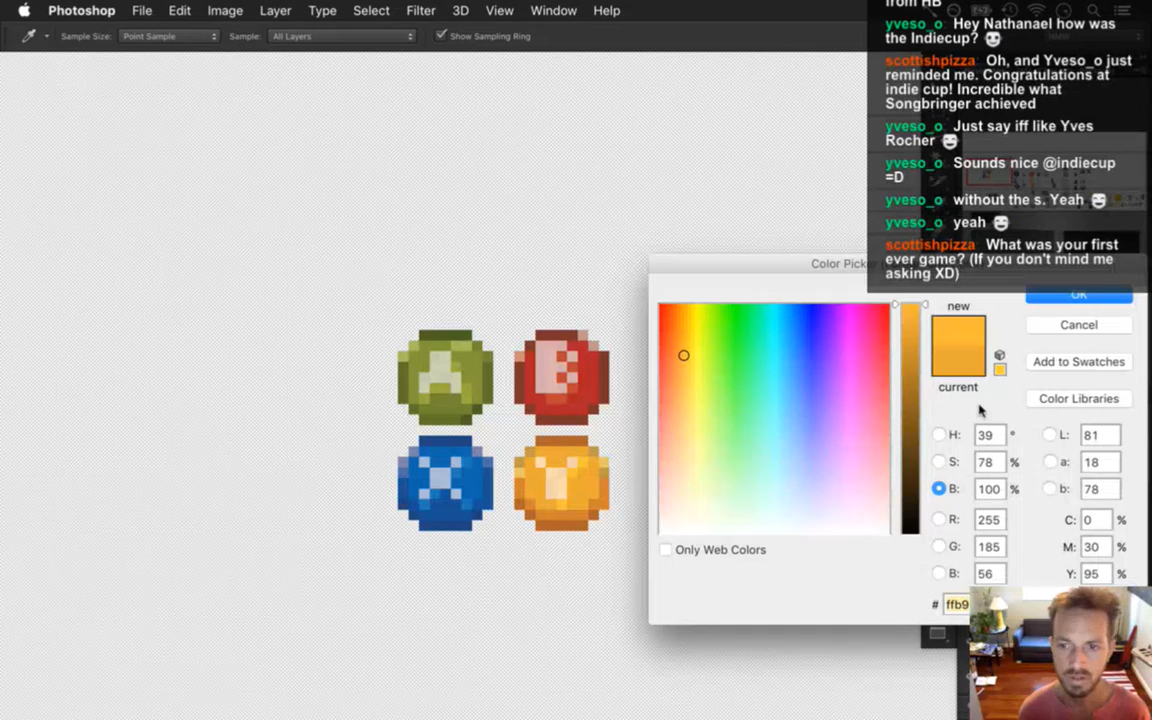 Photoshop File Edit Image Layer Type Select Filter 3D View Window Help
Sample Size: Point Sample Sample: All Layers Show Sampling Ring
from HB
yveso_o Hey Nathanael how was
the Indiecup?
scottishpizza Oh, and Yveso_o just
reminded me. Congratulations at
indie cup! Incredible what
Songbringer achieved
yveso_o Just say iff like Yves
Rocher
yveso_o Sounds nice @indiecup
=D
yveso_o without the s. Yeah
yveso_o yeah
scottishpizza What was your first
ever game? (If you don't mind me
asking XD)
A B
X Y
Color Picke
new
current
OK
Cancel
Add to Swatches
Color Libraries
H: 39 ° L: 81
S: 78 % a: 18
B: 100 % b: 78
R: 255 C: 0 %
G: 185 M: 30 %
B: 56 Y: 95 %
# ffb9
Only Web Colors